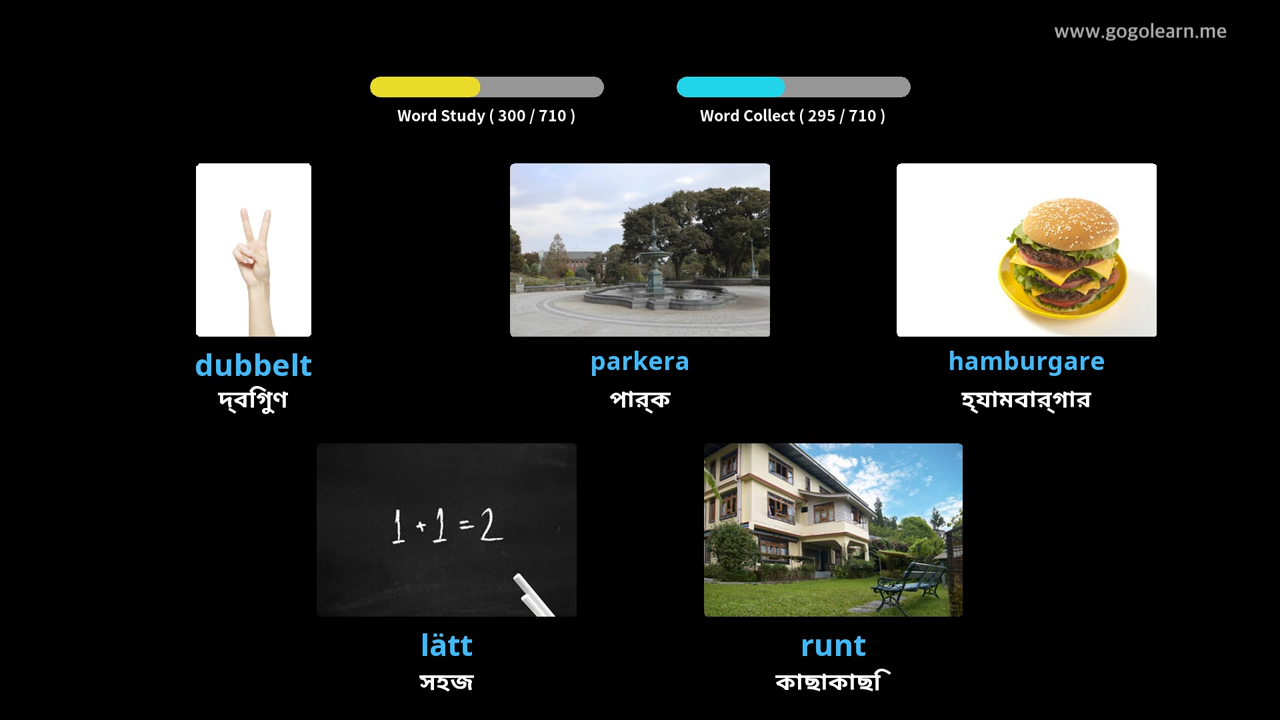 www.gogolearn.me
Word Study ( 300 / 710 )
Word Collect ( 295 / 710 )
dubbelt
দ্বিগুণ
parkera
পার্ক
hamburgare
হ্যামবার্গার
1 + 1 = 2
lätt
সহজ
runt
কাছাকাছি